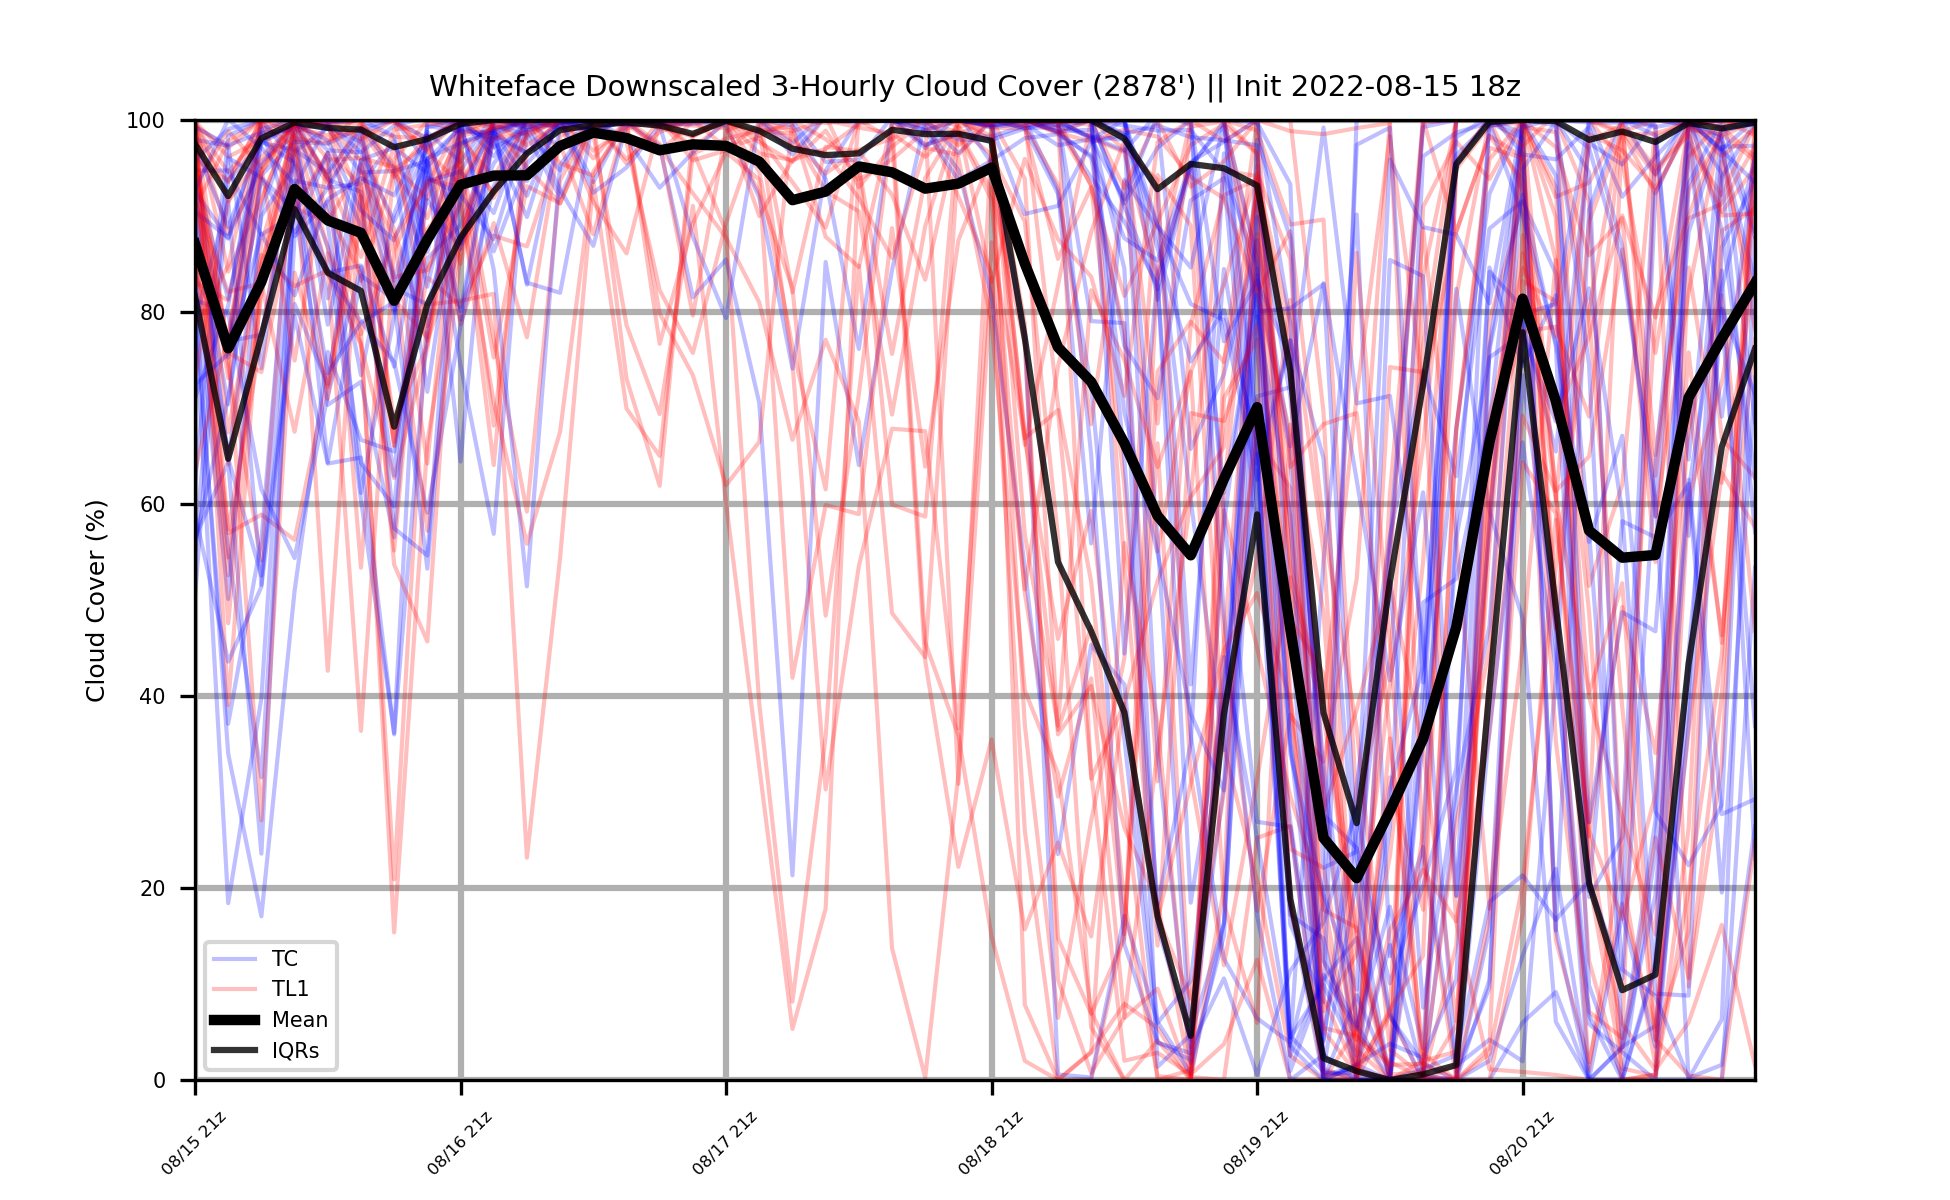 Whiteface Downscaled 3-Hourly Cloud Cover (2878') || Init 2022-08-15 18z
Cloud Cover (%)
100
80
60
40
20
0
TC
TL1
Mean
IQRs
08/15 21z
08/16 21z
08/17 21z
08/18 21z
08/19 21z
08/20 21z